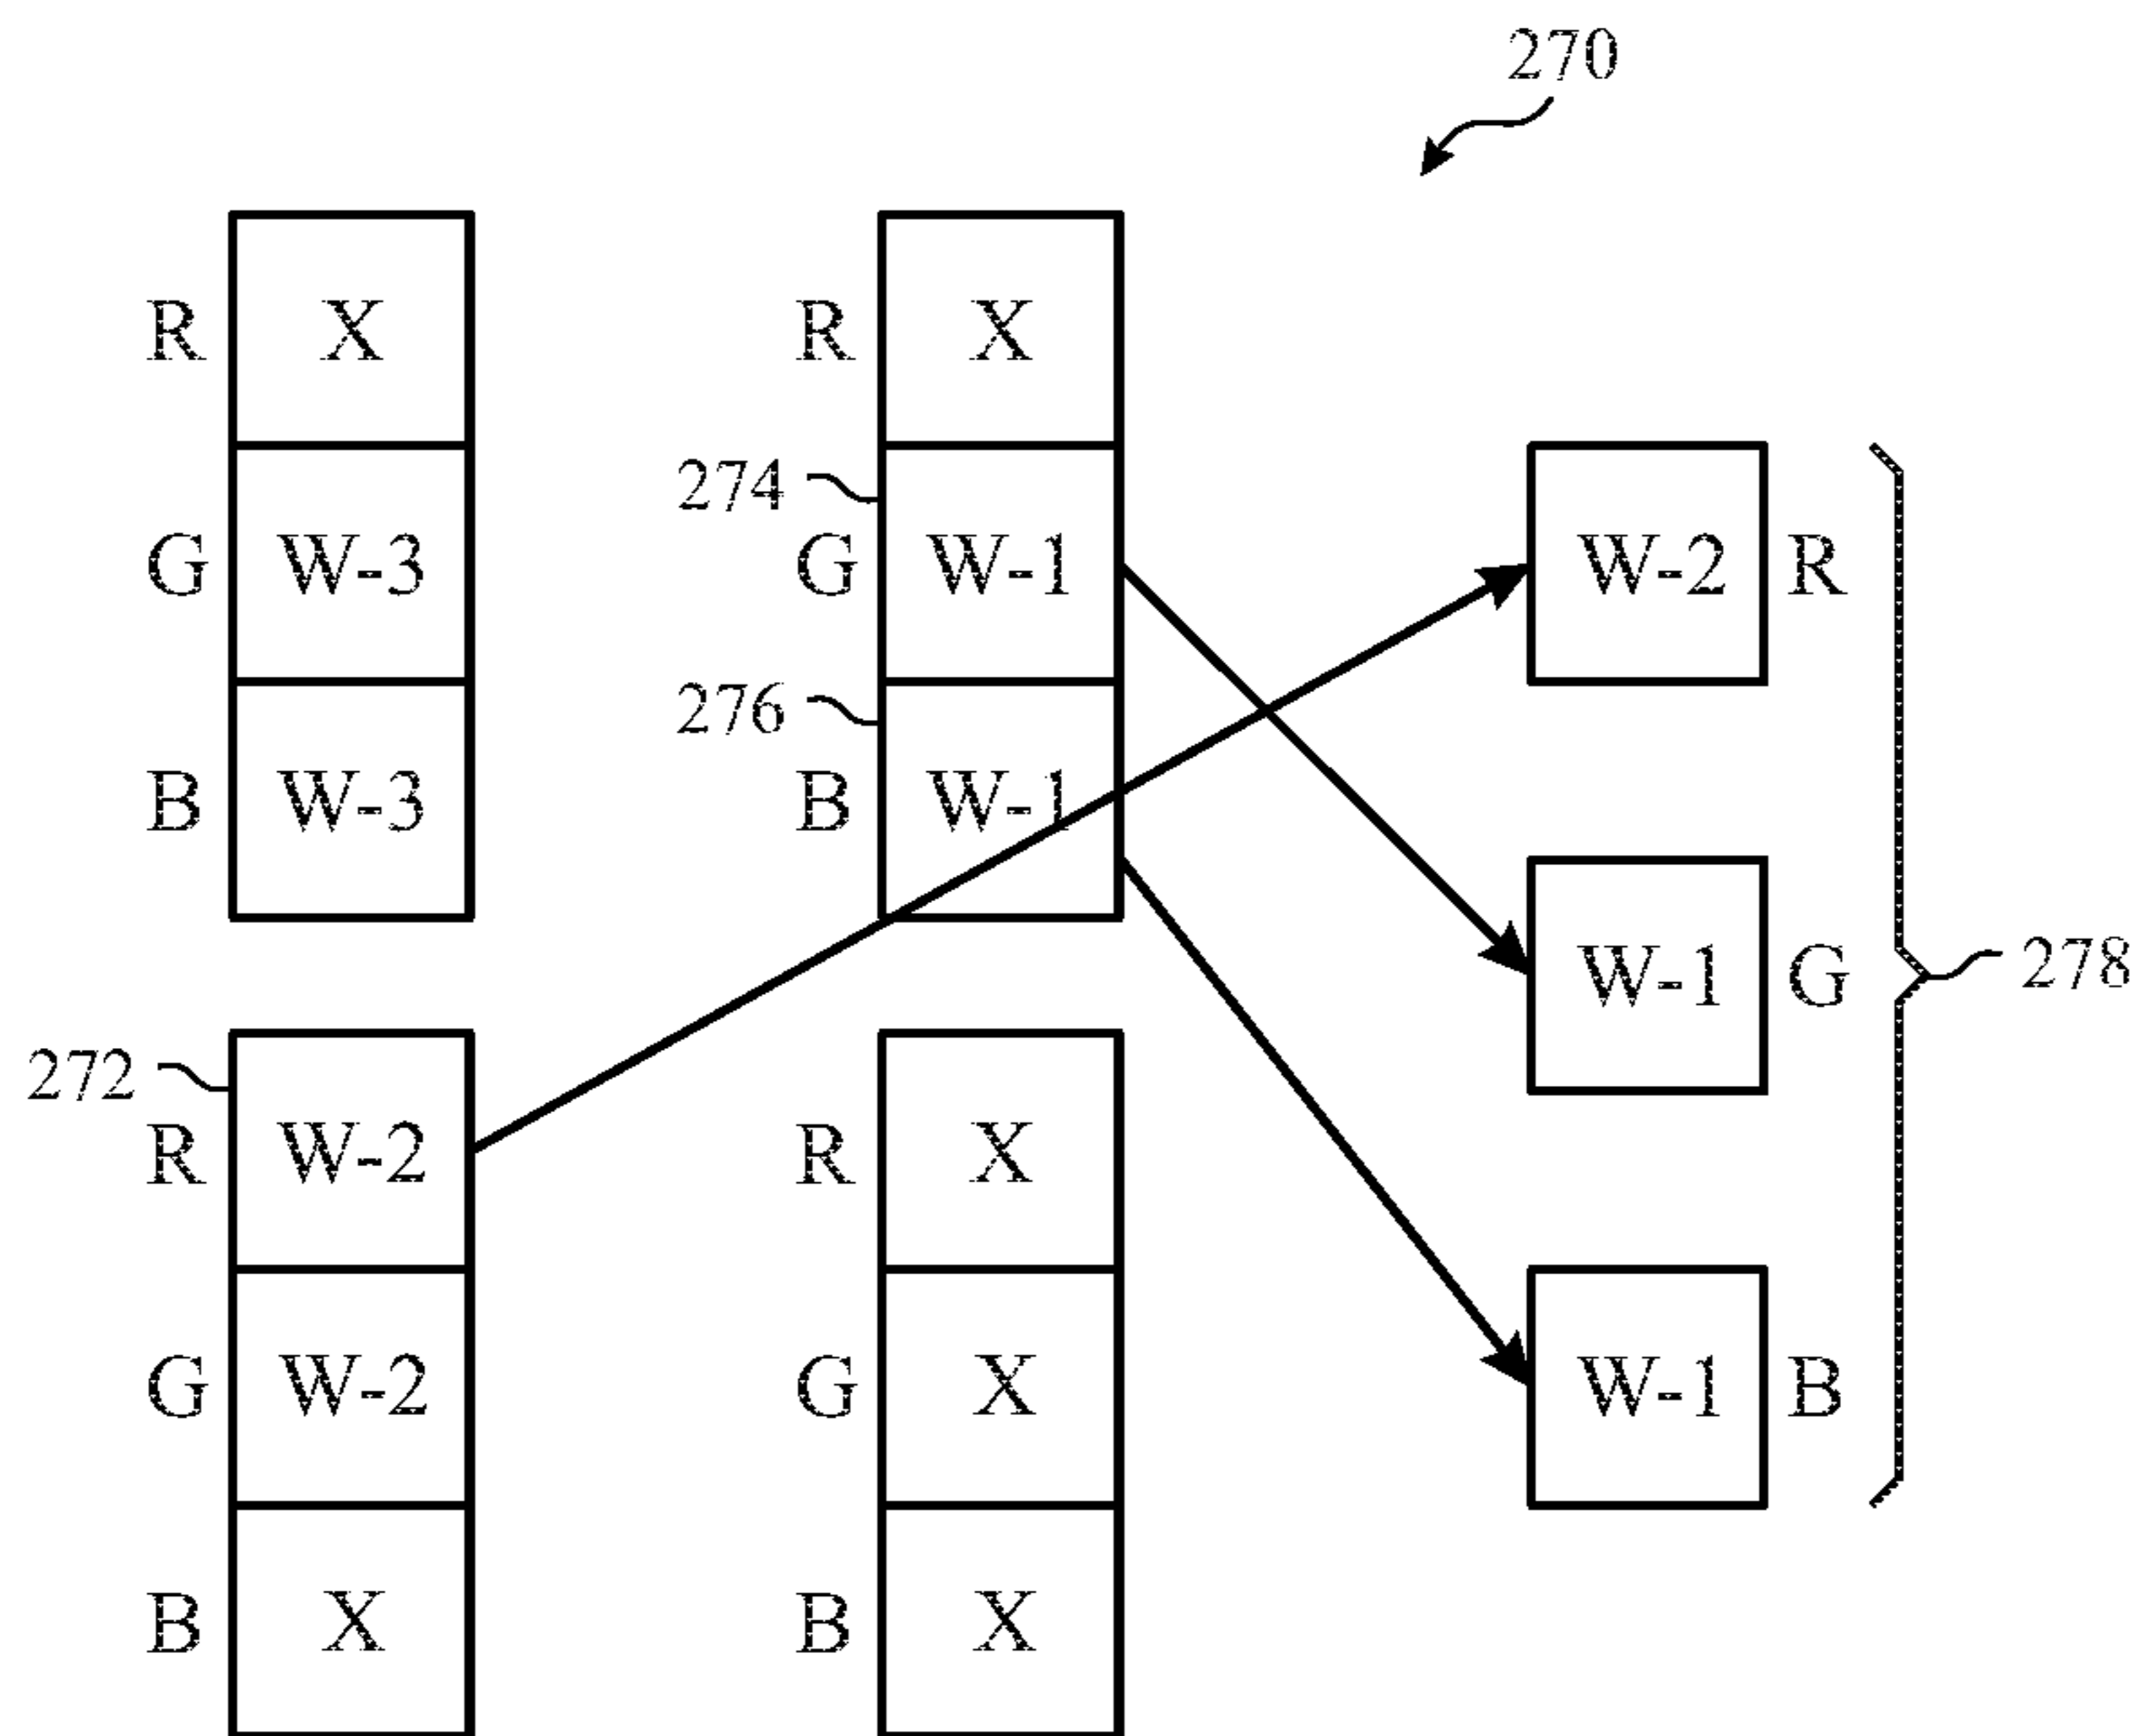 270
R X R X
274
G W-3 G W-1 W-2 R
276
B W-3 B W-1
W-1 G 278
272
R W-2 R X
G W-2 G X W-1 B
B X B X